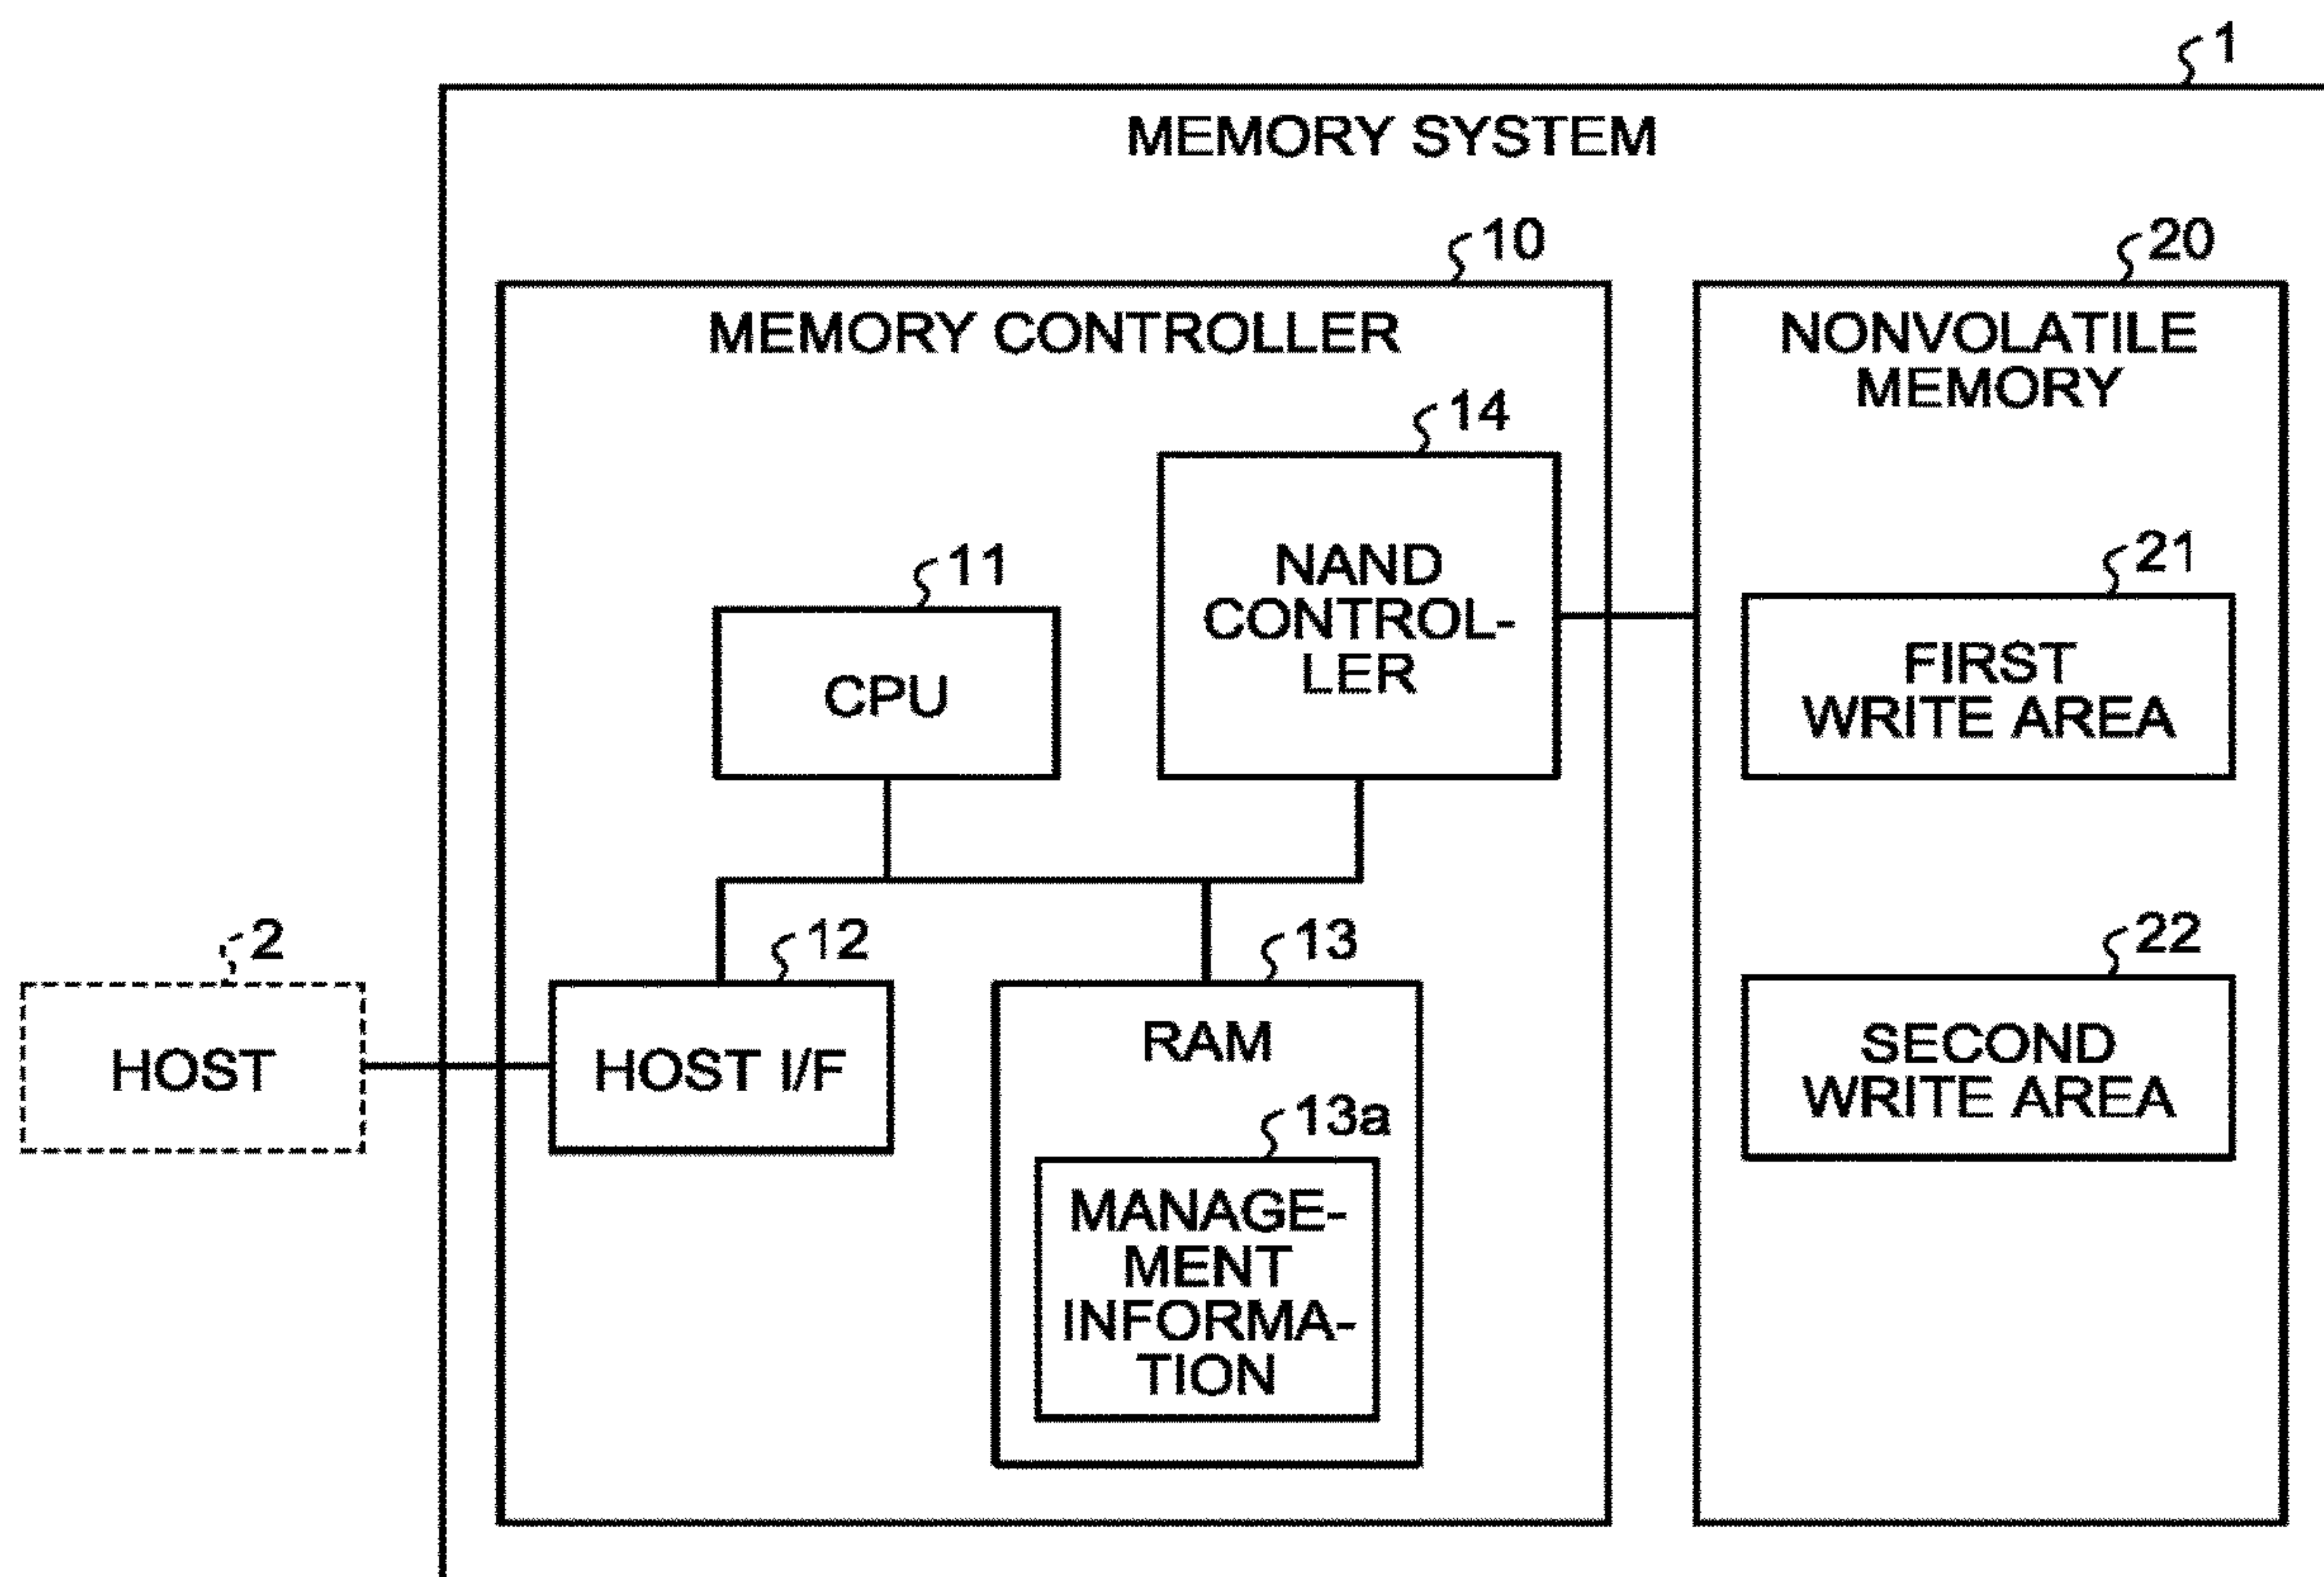 1
MEMORY SYSTEM
10
20
MEMORY CONTROLLER
NONVOLATILE
MEMORY
14
11
21
NAND
CONTROL-
LER
CPU
FIRST
WRITE AREA
2
12
13
22
HOST
HOST I/F
RAM
SECOND
WRITE AREA
13a
MANAGE-
MENT
INFORMA-
TION